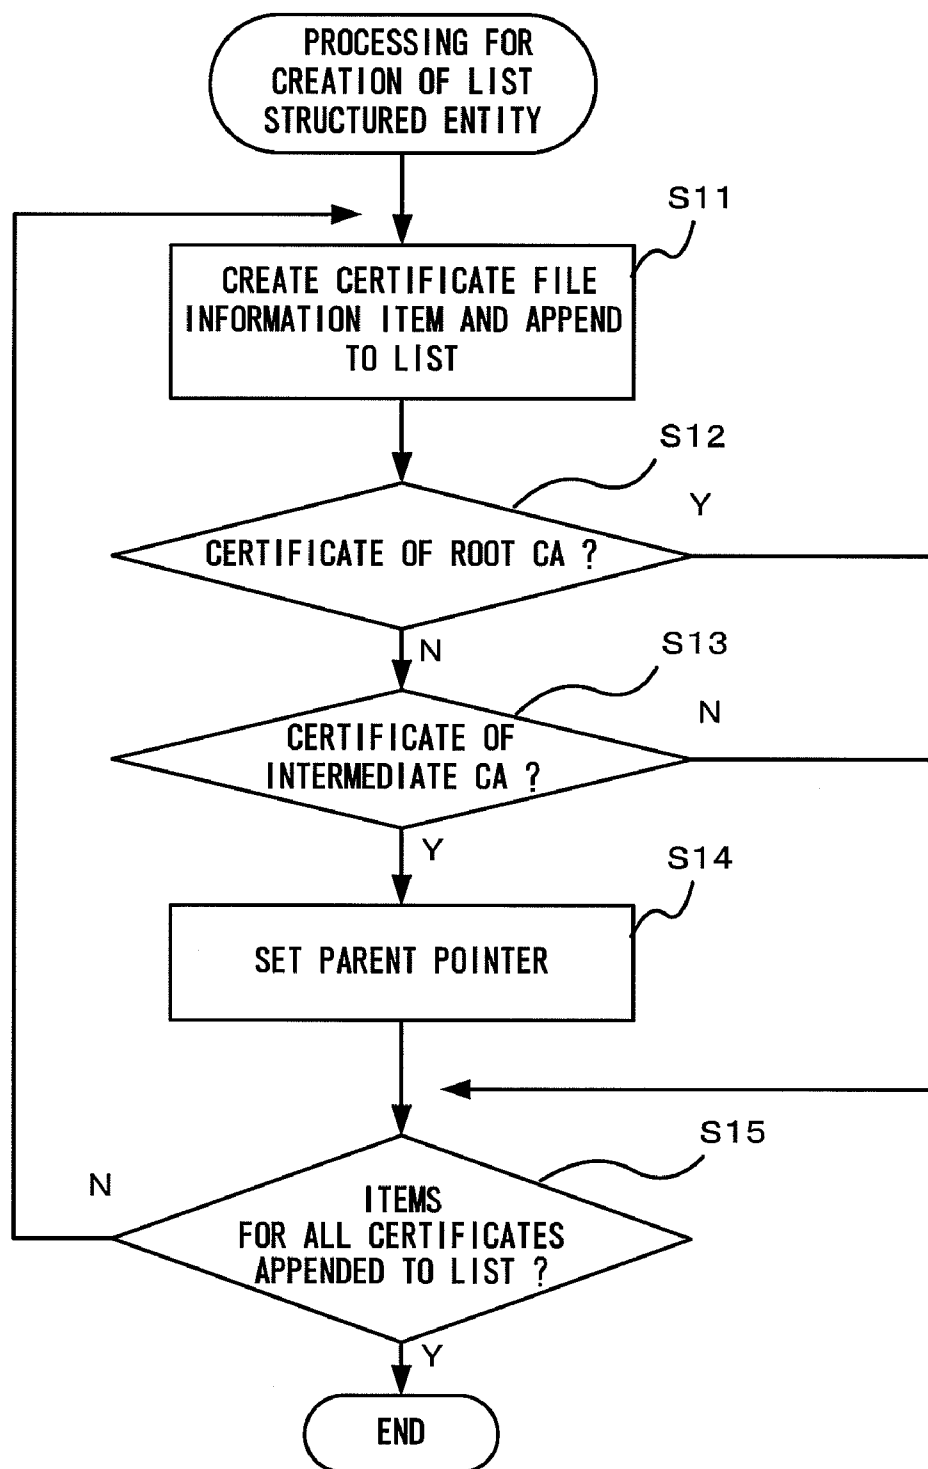 PROCESSING FOR
CREATION OF LIST
STRUCTURED ENTITY
S11
CREATE CERTIFICATE FILE
INFORMATION ITEM AND APPEND
TO LIST
S12
Y
CERTIFICATE OF ROOT CA ?
N
S13
N
CERTIFICATE OF
INTERMEDIATE CA ?
Y
S14
SET PARENT POINTER
S15
N
ITEMS
FOR ALL CERTIFICATES
APPENDED TO LIST ?
Y
END